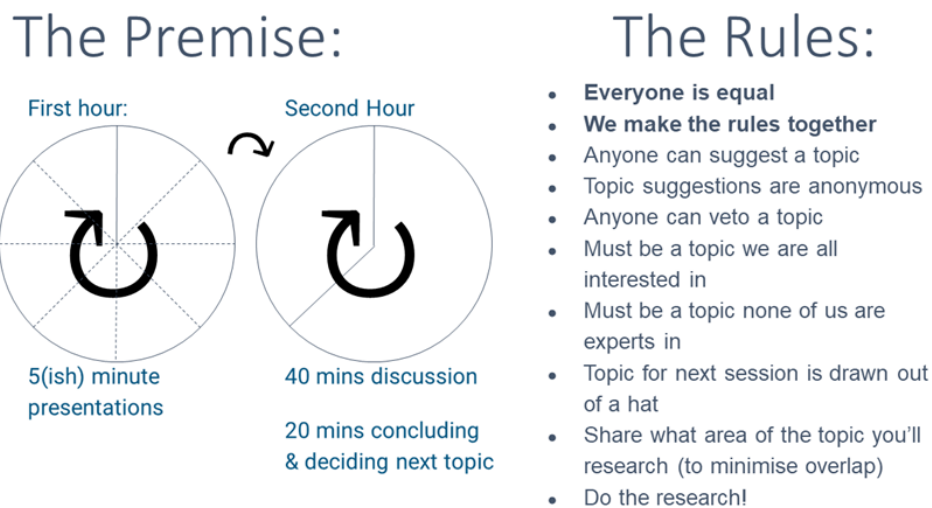 The Premise:
First hour:
Second Hour
5(ish) minute
presentations
40 mins discussion
20 mins concluding
& deciding next topic
The Rules:
• Everyone is equal
• We make the rules together
• Anyone can suggest a topic
• Topic suggestions are anonymous
• Anyone can veto a topic
• Must be a topic we are all
interested in
• Must be a topic none of us are
experts in
• Topic for next session is drawn out
of a hat
• Share what area of the topic you’ll
research (to minimise overlap)
• Do the research!